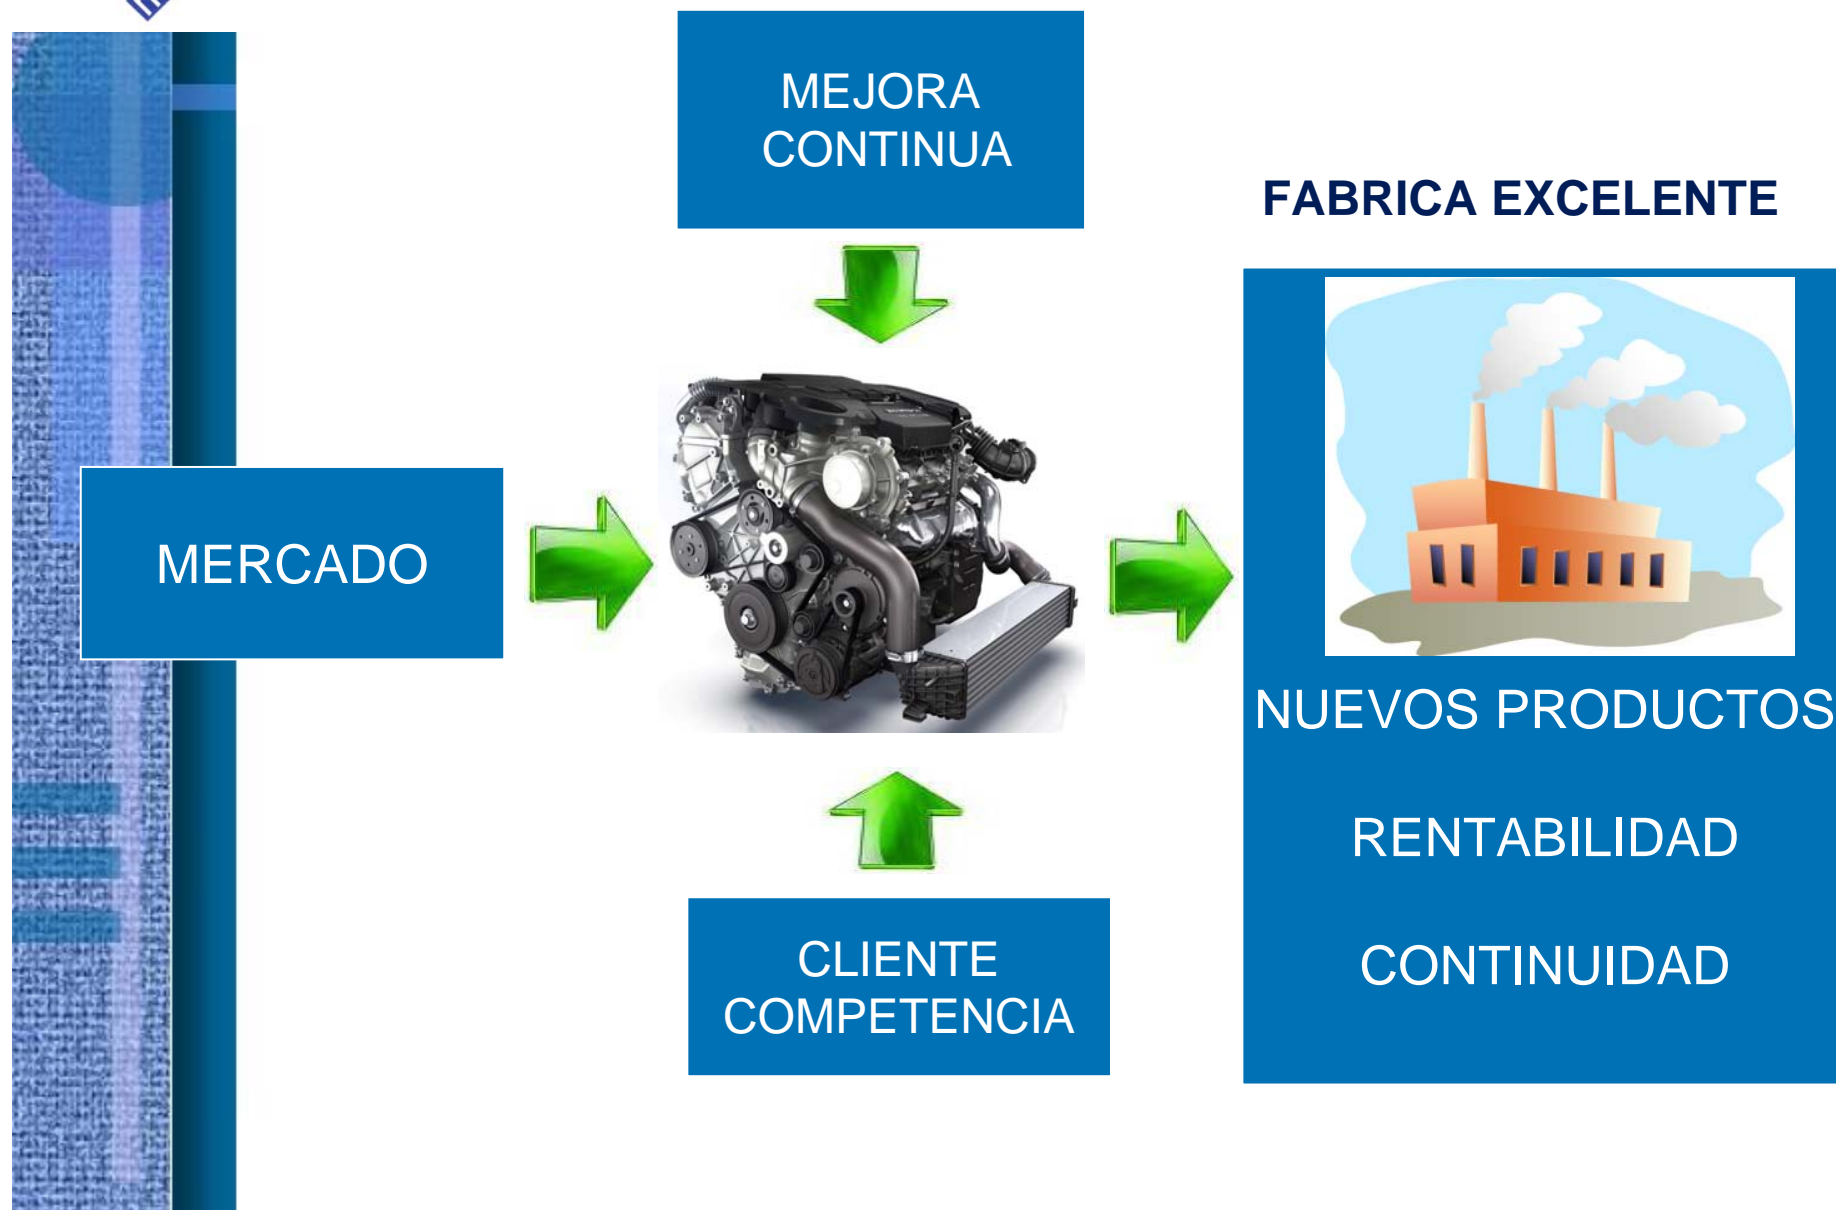 MEJORA
CONTINUA
FABRICA EXCELENTE
MERCADO
NUEVOS PRODUCTOS
RENTABILIDAD
CONTINUIDAD
CLIENTE
COMPETENCIA